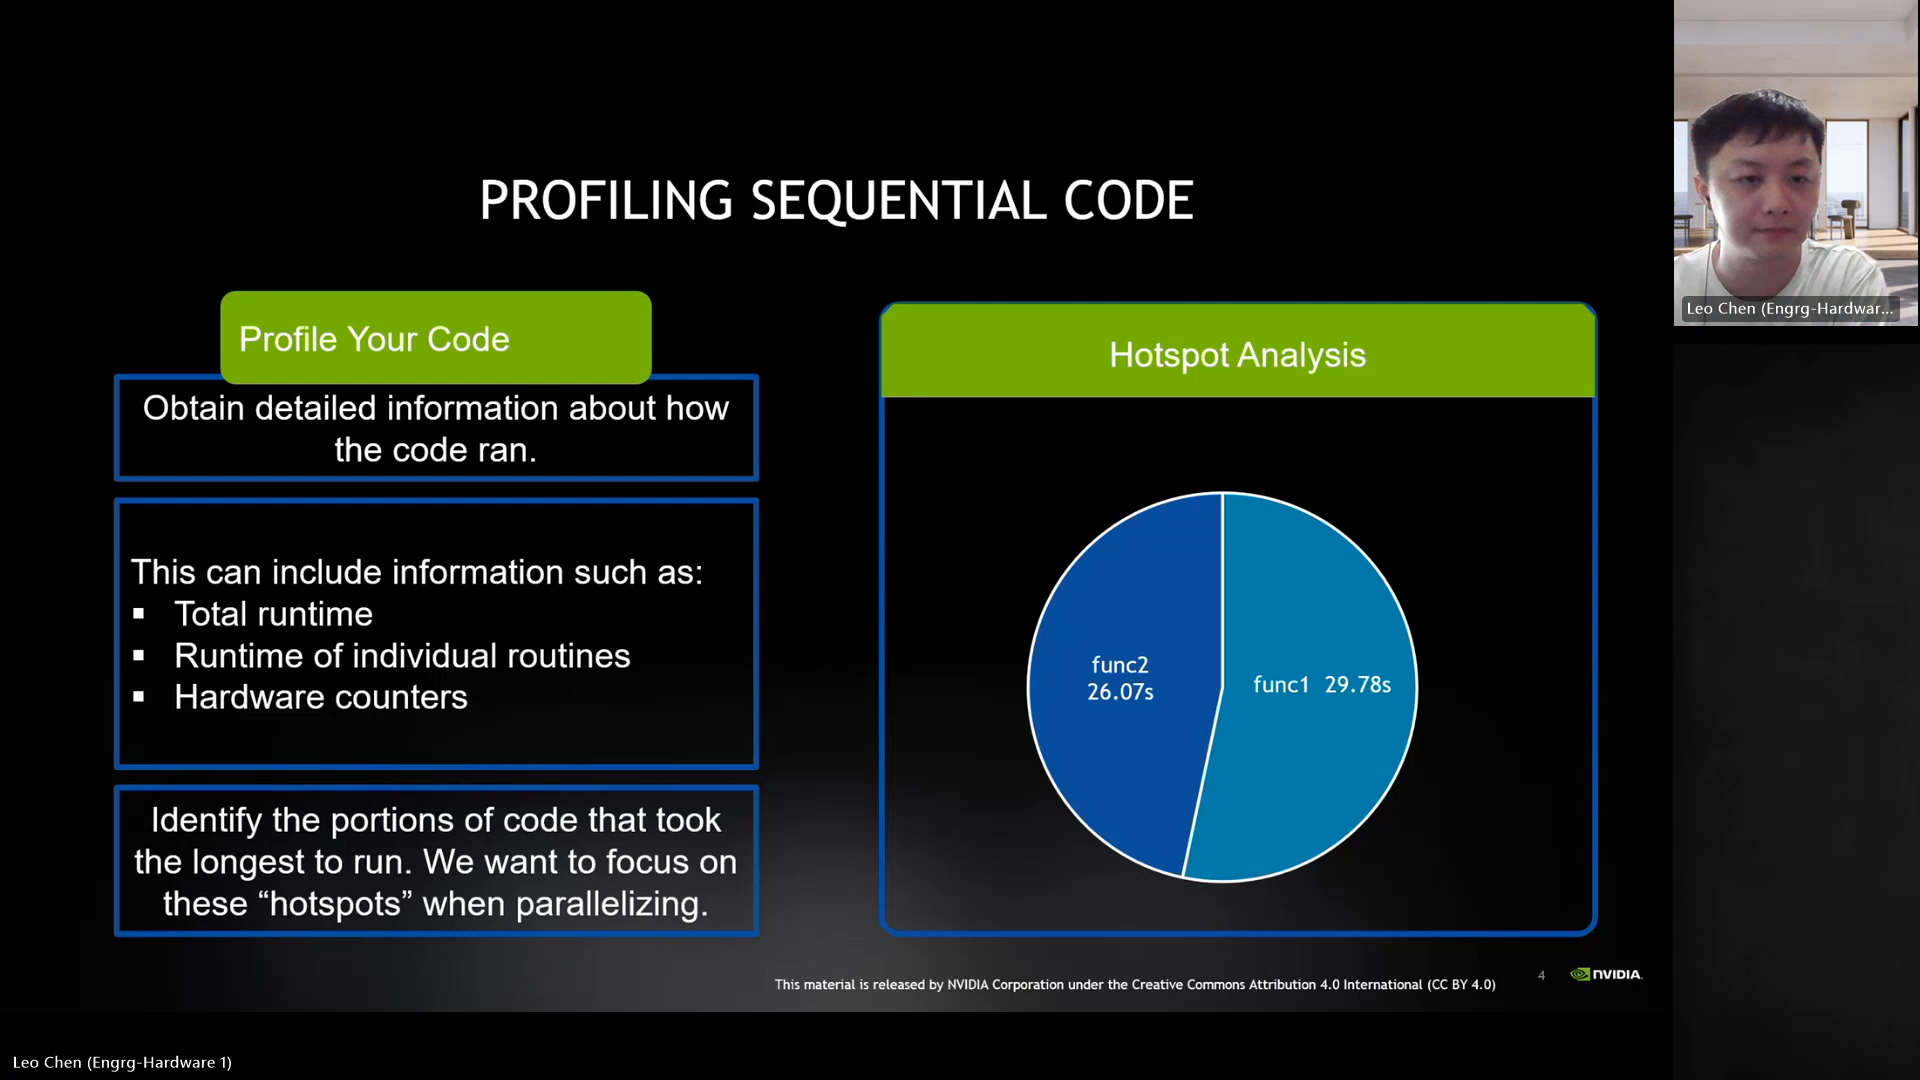 PROFILING SEQUENTIAL CODE
Profile Your Code
Obtain detailed information about how
the code ran.
This can include information such as:
▪ Total runtime
▪ Runtime of individual routines
▪ Hardware counters
Identify the portions of code that took
the longest to run. We want to focus on
these “hotspots” when parallelizing.
Hotspot Analysis
func2
26.07s
func1 29.78s
This material is released by NVIDIA Corporation under the Creative Commons Attribution 4.0 International (CC BY 4.0)
4
NVIDIA.
Leo Chen (Engrg-Hardwar...
Leo Chen (Engrg-Hardware 1)